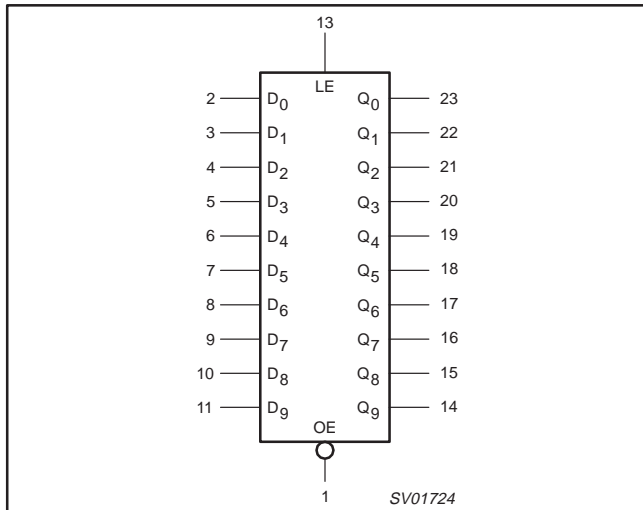 13
LE
2 D0 Q0 23
3 D1 Q1 22
4 D2 Q2 21
5 D3 Q3 20
6 D4 Q4 19
7 D5 Q5 18
8 D6 Q6 17
9 D7 Q7 16
10 D8 Q8 15
11 D9 Q9 14
OE
1
SV01724